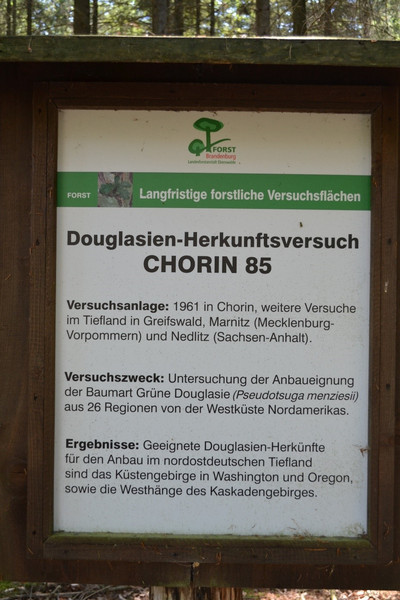 FORST
Brandenburg
Landesforstanstalt Eberswalde
FORST
Langfristige forstliche Versuchsflächen
Douglasien-Herkunftsversuch
CHORIN 85
Versuchsanlage: 1961 in Chorin, weitere Versuche
im Tiefland in Greifswald, Marnitz (Mecklenburg-
Vorpommern) und Nedlitz (Sachsen-Anhalt).
Versuchszweck: Untersuchung der Anbaueignung
der Baumart Grüne Douglasie (Pseudotsuga menziesii)
aus 26 Regionen von der Westküste Nordamerikas.
Ergebnisse: Geeignete Douglasien-Herkünfte
für den Anbau im nordostdeutschen Tiefland
sind das Küstengebirge in Washington und Oregon,
sowie die Westhänge des Kaskadengebirges.